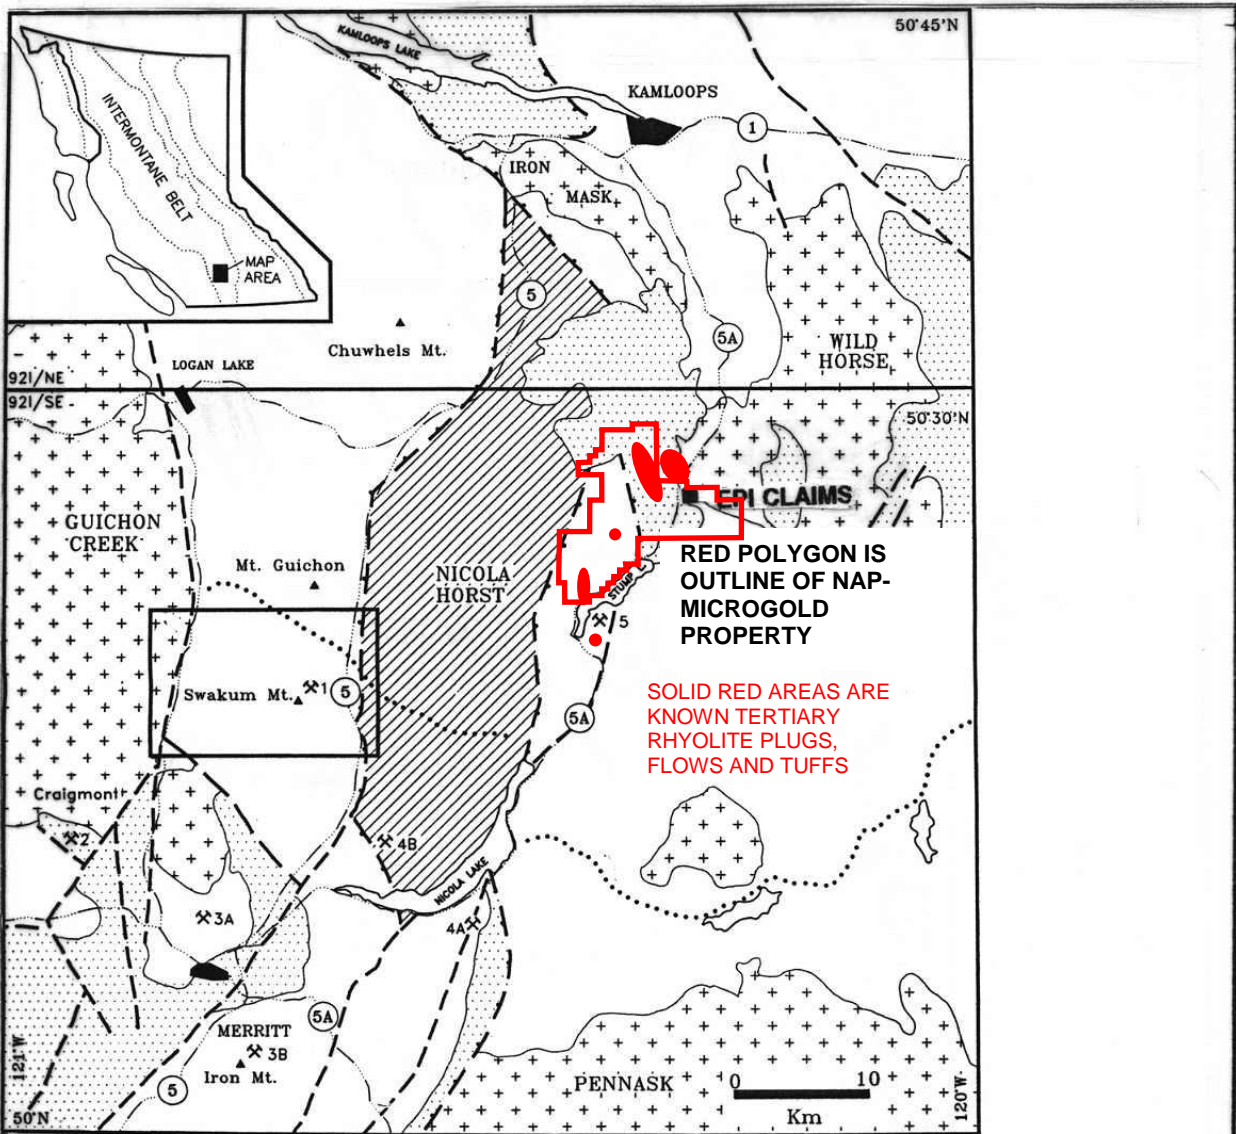 50°45'N
KAMLOOPS LAKE
KAMLOOPS
1
INTERMONTANE BELT
MAP
AREA
IRON
MASK
5
5A
Chuwhels Mt.
WILD
HORSE
LOGAN LAKE
921/NE
921/SE
50°30'N
EPI CLAIMS
GUICHON
CREEK
Mt. Guichon
NICOLA
HORST
RED POLYGON IS
OUTLINE OF NAP-
MICROGOLD
PROPERTY
STUMP L.
5
Swakum Mt.
1
5
SOLID RED AREAS ARE
KNOWN TERTIARY
RHYOLITE PLUGS,
FLOWS AND TUFFS
5A
Craigmont
2
4B
NICOLA LAKE
3A
4A
5A
MERRITT
3B
Iron Mt.
5
121°W
50°N
PENNASK
0 10
Km
120°W